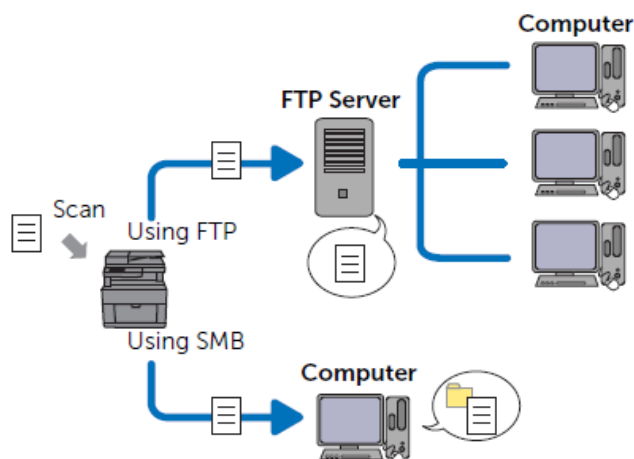 Computer
FTP Server
Scan
Using FTP
Using SMB
Computer